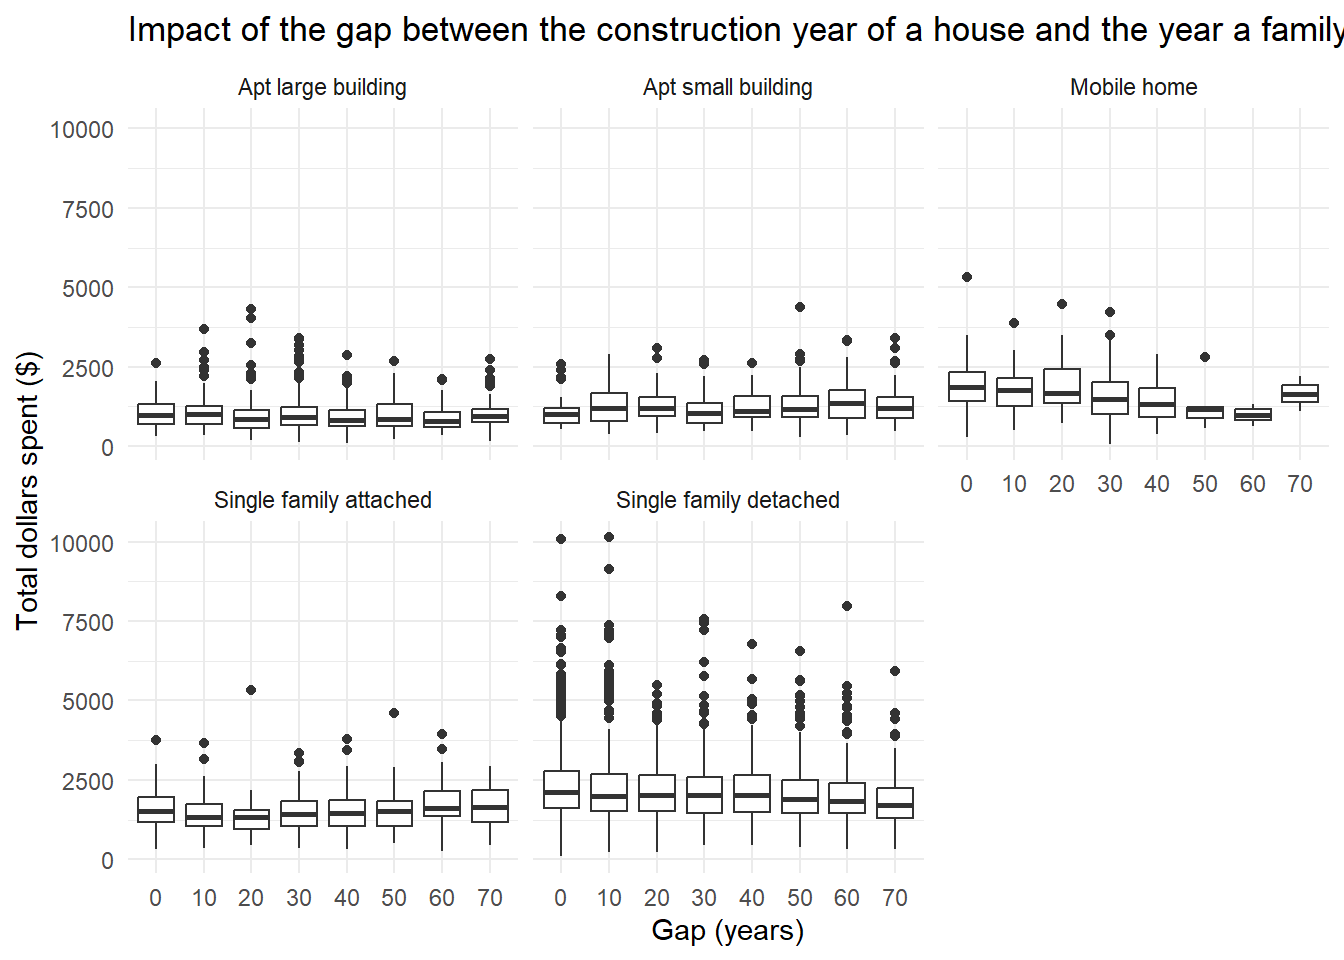 Impact of the gap between the construction year of a house and the year a family
Apt large building
Apt small building
Mobile home
10000
7500
5000
2500
0
0 10 20 30 40 50 60 70
Single family attached
Single family detached
10000
7500
5000
2500
0
0 10 20 30 40 50 60 70
0 10 20 30 40 50 60 70
Total dollars spent ($)
Gap (years)